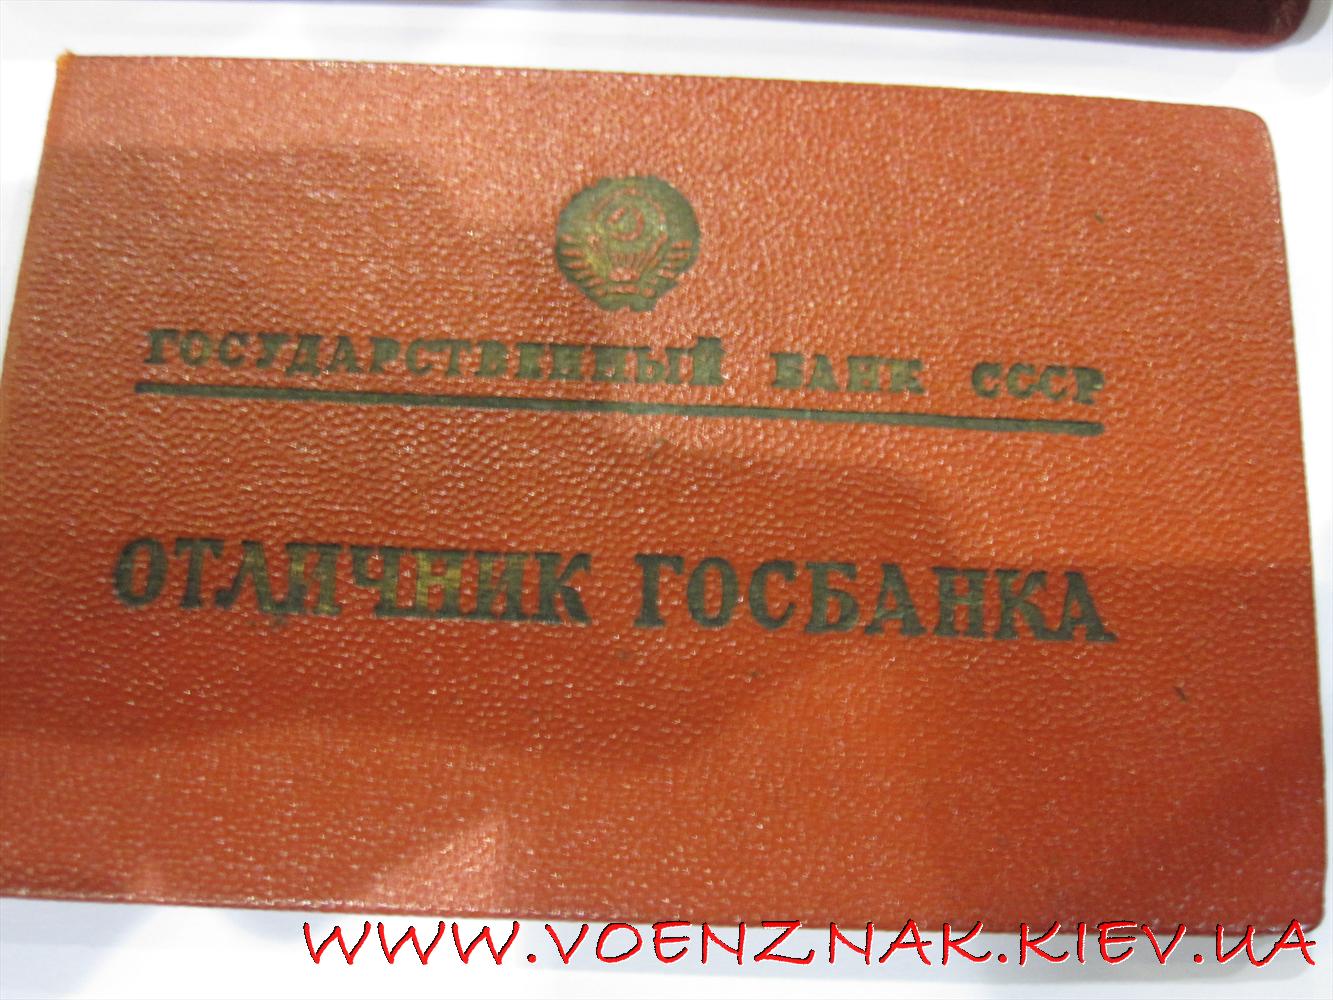 ГОСУДАРСТВЕННЫЙ БАНК СССР
ОТЛИЧНИК ГОСБАНКА
WWW.VOENZNAK.KIEV.UA